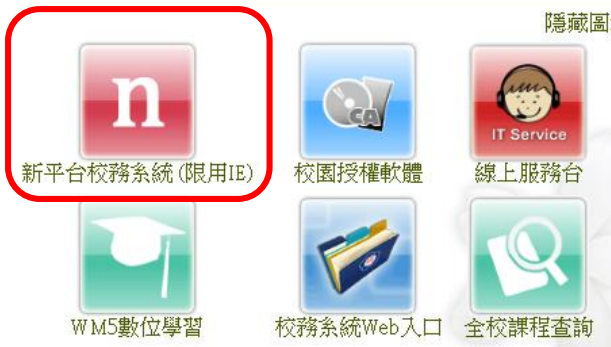 隱藏圖
n
CA
IT Service
新平台校務系統(限用IE)
校園授權軟體
線上服務台
WM5數位學習
校務系統Web入口
全校課程查詢